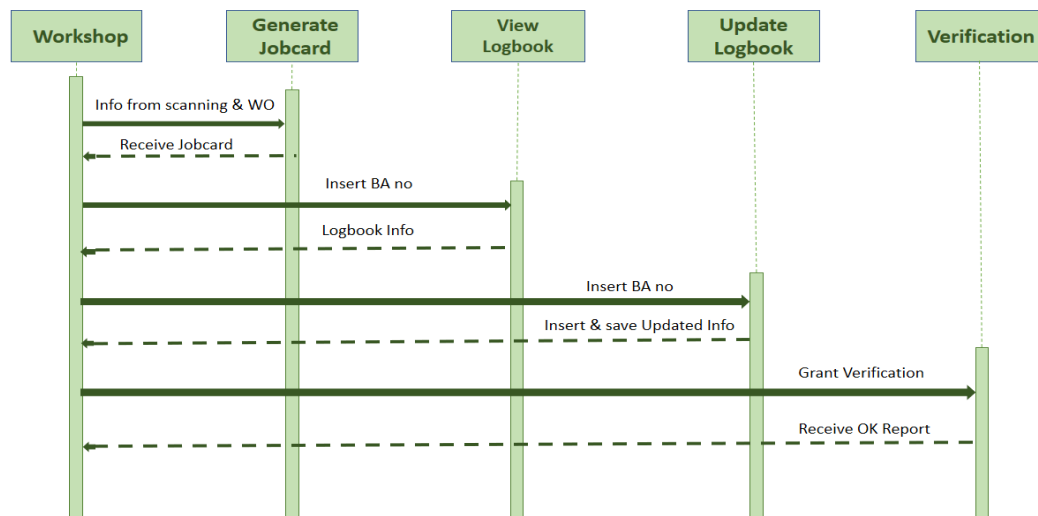 Workshop
Generate
Jobcard
View
Logbook
Update
Logbook
Verification
Info from scanning & WO
Receive Jobcard
Insert BA no
Logbook Info
Insert BA no
Insert & save Updated Info
Grant Verification
Receive OK Report